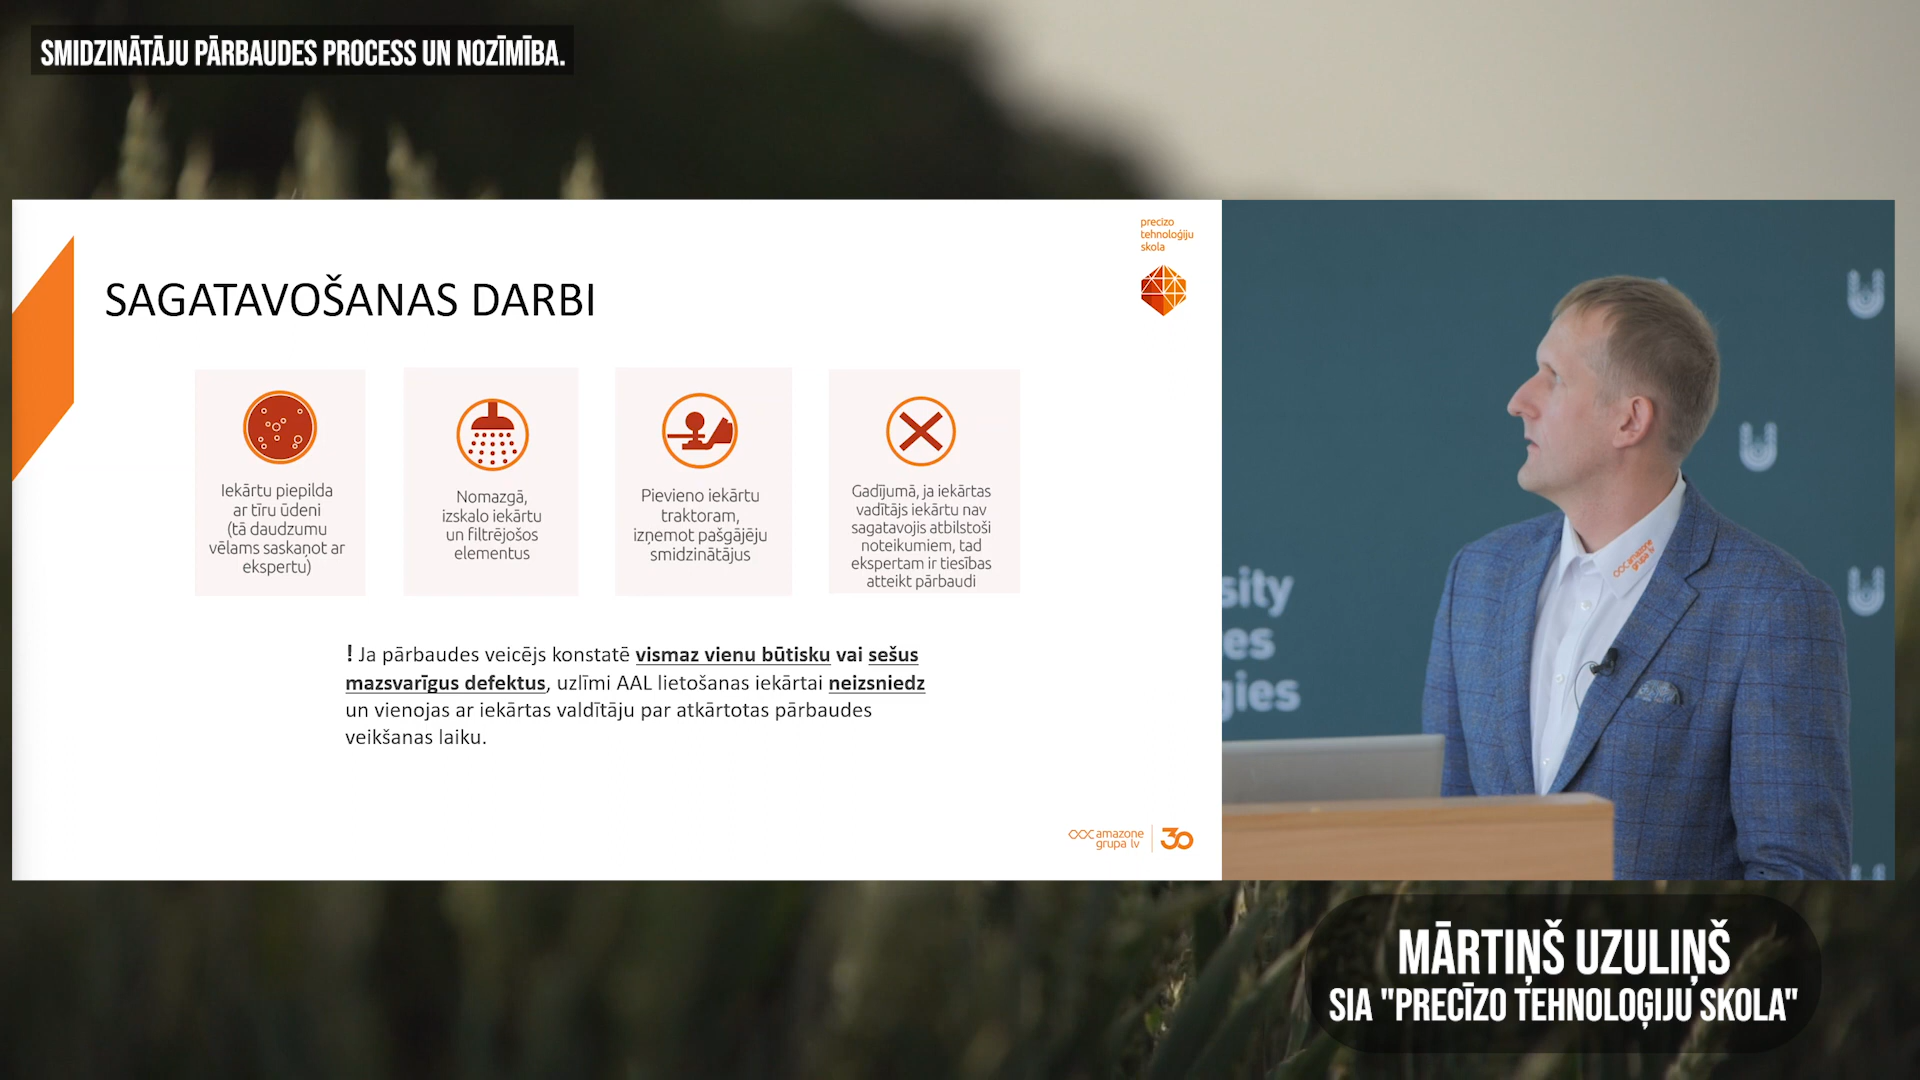 SMIDZINĀTĀJU PĀRBAUDES PROCESS UN NOZĪMĪBA.
precīzo
tehnoloģiju
skola
SAGATAVOŠANAS DARBI
Iekārtu piepilda
ar tīru ūdeni
(tā daudzumu
vēlams saskaņot ar
ekspertu)
Nomazgā,
izskalo iekārtu
un filtrējošos
elementus
Pievieno iekārtu
traktoram,
izņemot pašgājēju
smidzinātājus
Gadījumā, ja iekārtas
vadītājs iekārtu nav
sagatavojis atbilstoši
noteikumiem, tad
ekspertam ir tiesības
atteikt pārbaudi
! Ja pārbaudes veicējs konstatē vismaz vienu būtisku vai sešus
mazsvarīgus defektus, uzlīmi AAL lietošanas iekārtai neizsniedz
un vienojas ar iekārtas valdītāju par atkārtotas pārbaudes
veikšanas laiku.
amazone
grupa lv
30
amazone
grupa lv
MĀRTIŅŠ UZULIŅŠ
SIA "PRECĪZO TEHNOLOĢIJU SKOLA"